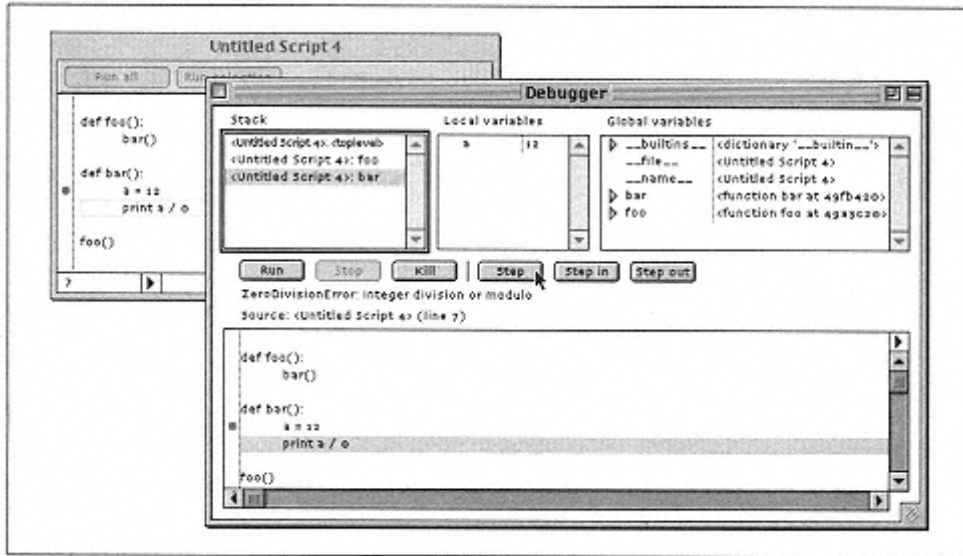 Untitled Script 4
Run all
Run selection
def foo():
bar()
def bar():
a = 12
print a / 0
foo()
7
Debugger
Stack
<Untitled Script 4>: <toplevel>
<Untitled Script 4>: foo
<Untitled Script 4>: bar
Local variables
a 12
Global variables
__builtins__ <dictionary '__builtin__'>
__file__ <Untitled Script 4>
__name__ <Untitled Script 4>
bar <function bar at 49fb420>
foo <function foo at 49a3c20>
Run Stop Kill Step Step in Step out
ZeroDivisionError: integer division or modulo
Source: <Untitled Script 4> (line 7)
def foo():
bar()
def bar():
a = 12
print a / 0
foo()